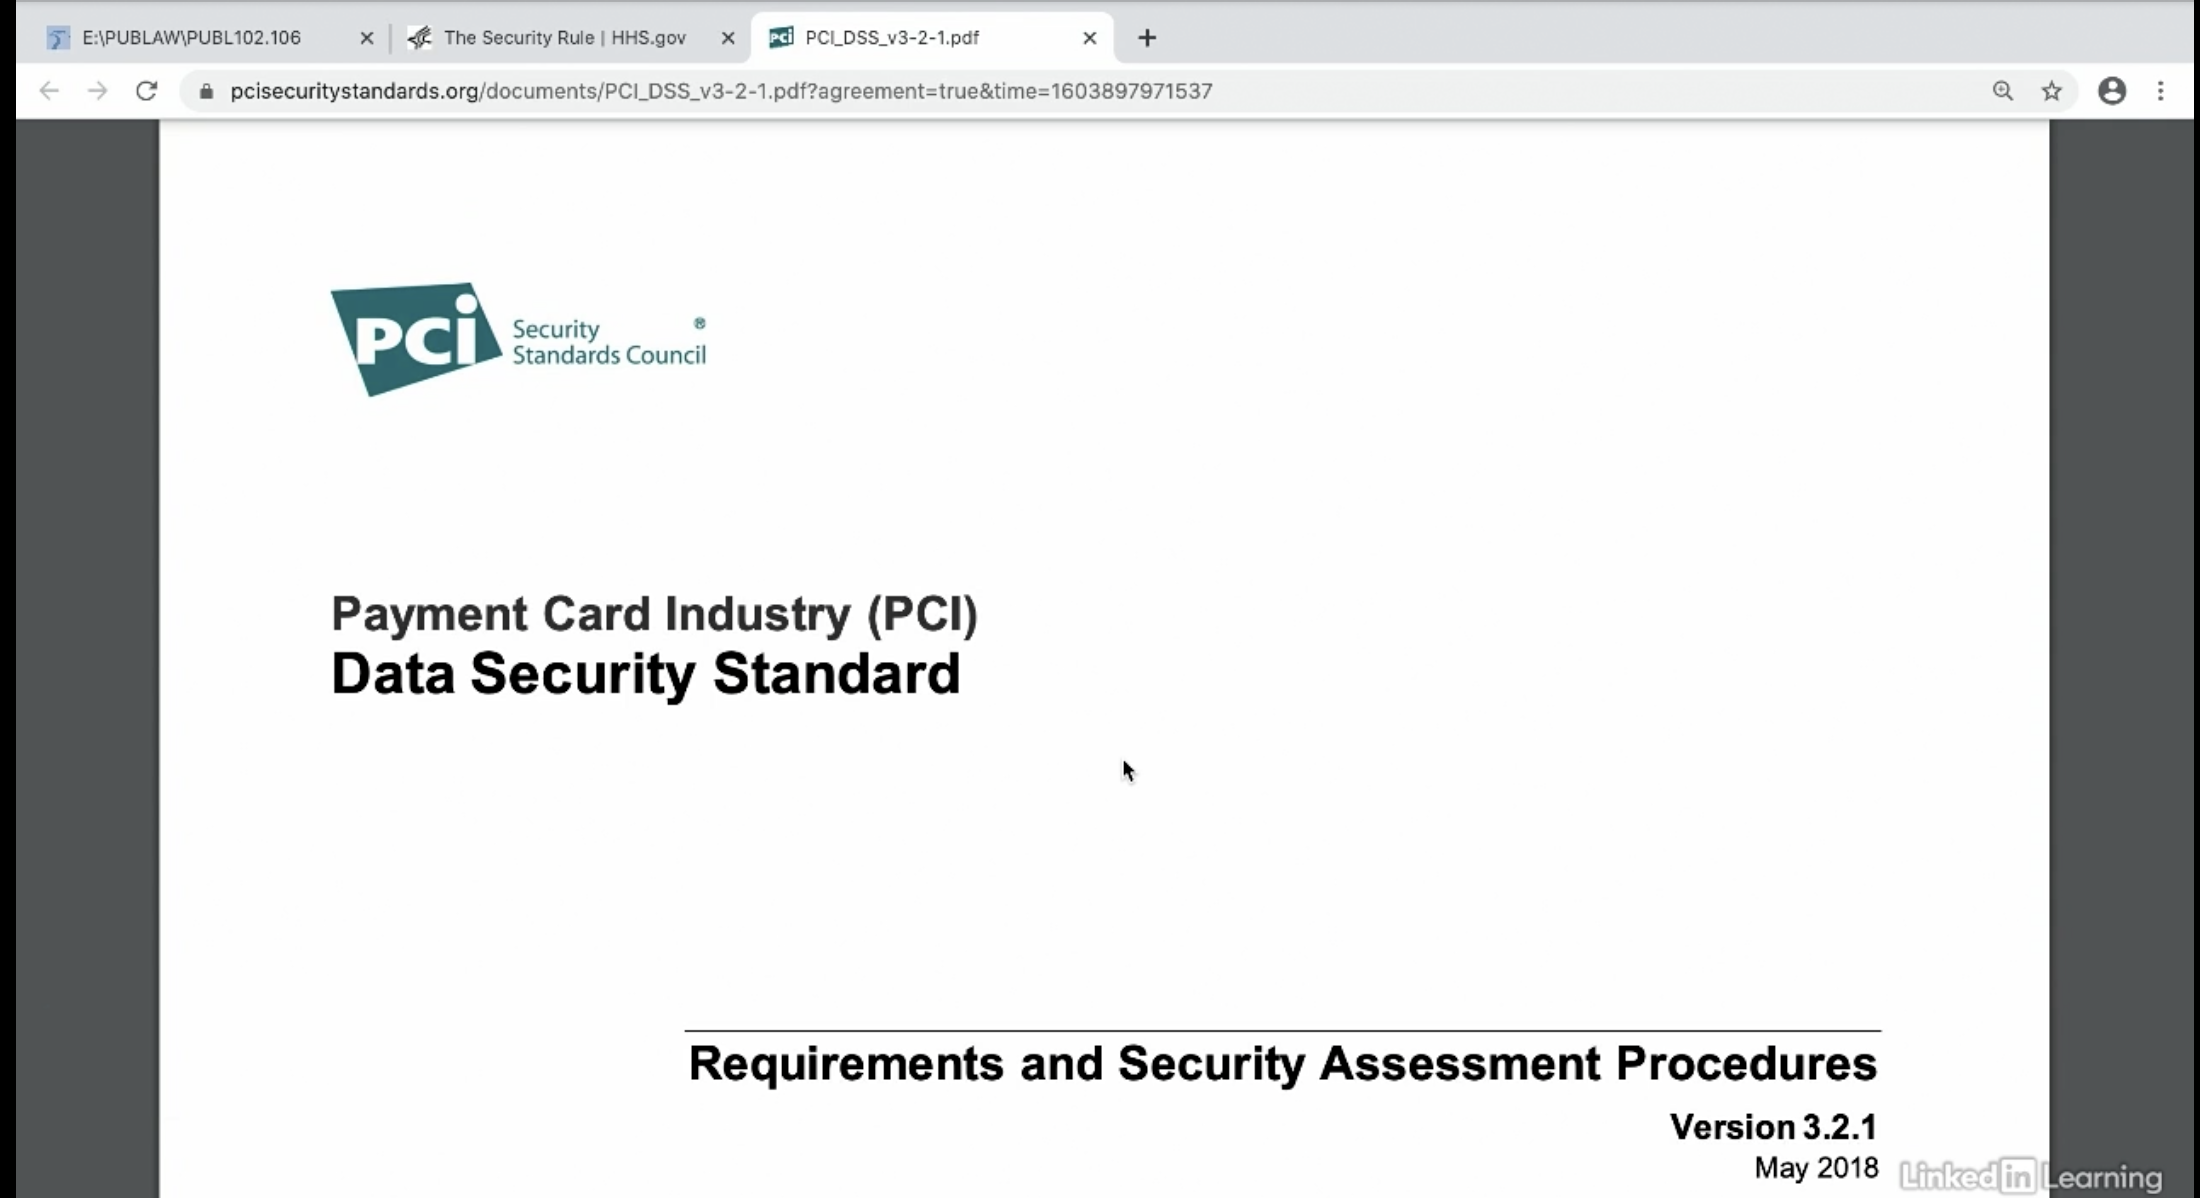 E:\PUBLAW\PUBL102.106
The Security Rule | HHS.gov
PCI PCI_DSS_v3-2-1.pdf
pcisecuritystandards.org/documents/PCI_DSS_v3-2-1.pdf?agreement=true&time=1603897971537
PCi Security ®
Standards Council
Payment Card Industry (PCI)
Data Security Standard
Requirements and Security Assessment Procedures
Version 3.2.1
May 2018
LinkedIn Learning